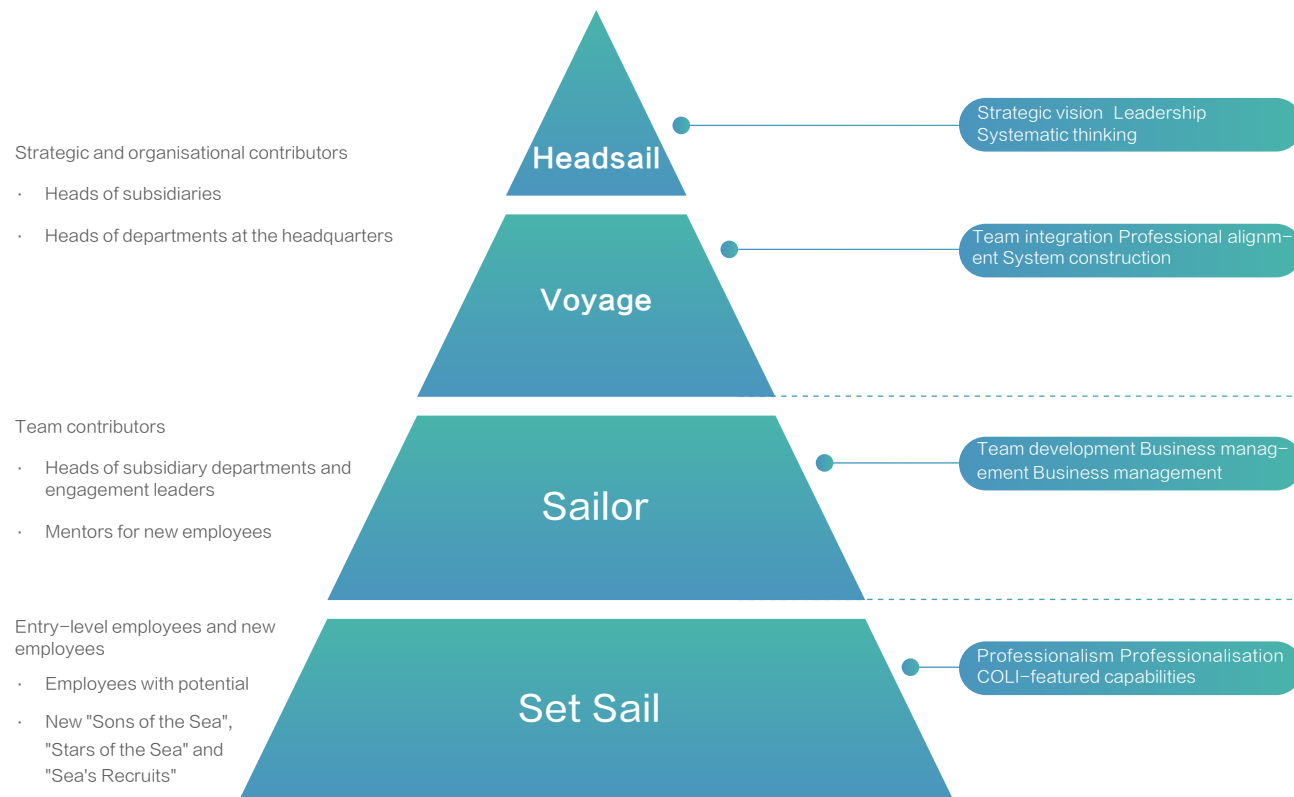 Strategic vision  Leadership
Systematic thinking
Headsail
Strategic and organisational contributors
· Heads of subsidiaries
· Heads of departments at the headquarters
Team integration Professional alignm-
ent System construction
Voyage
Team contributors
· Heads of subsidiary departments and
engagement leaders
· Mentors for new employees
Team development Business manag-
ement Business management
Sailor
Entry-level employees and new
employees
· Employees with potential
· New "Sons of the Sea",
"Stars of the Sea" and
"Sea's Recruits"
Professionalism Professionalisation
COLI-featured capabilities
Set Sail